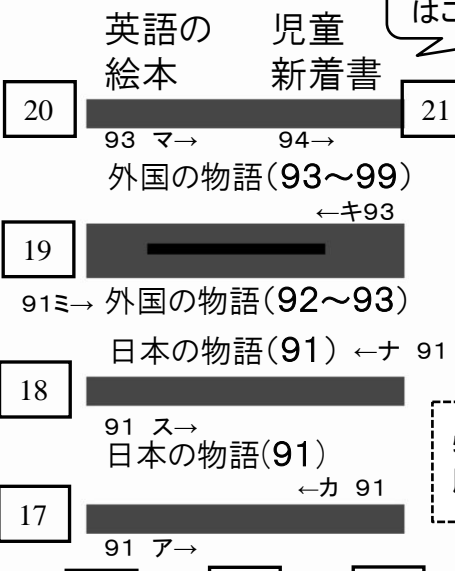 はこ
英語の 児童
絵本 新着書
20
21
93 マ→ 94→
外国の物語(93～99)
←キ93
19
91ミ→ 外国の物語(92～93)
日本の物語(91) ←ナ 91
18
91 ス→
日本の物語(91)
←カ 91
17
91 ア→